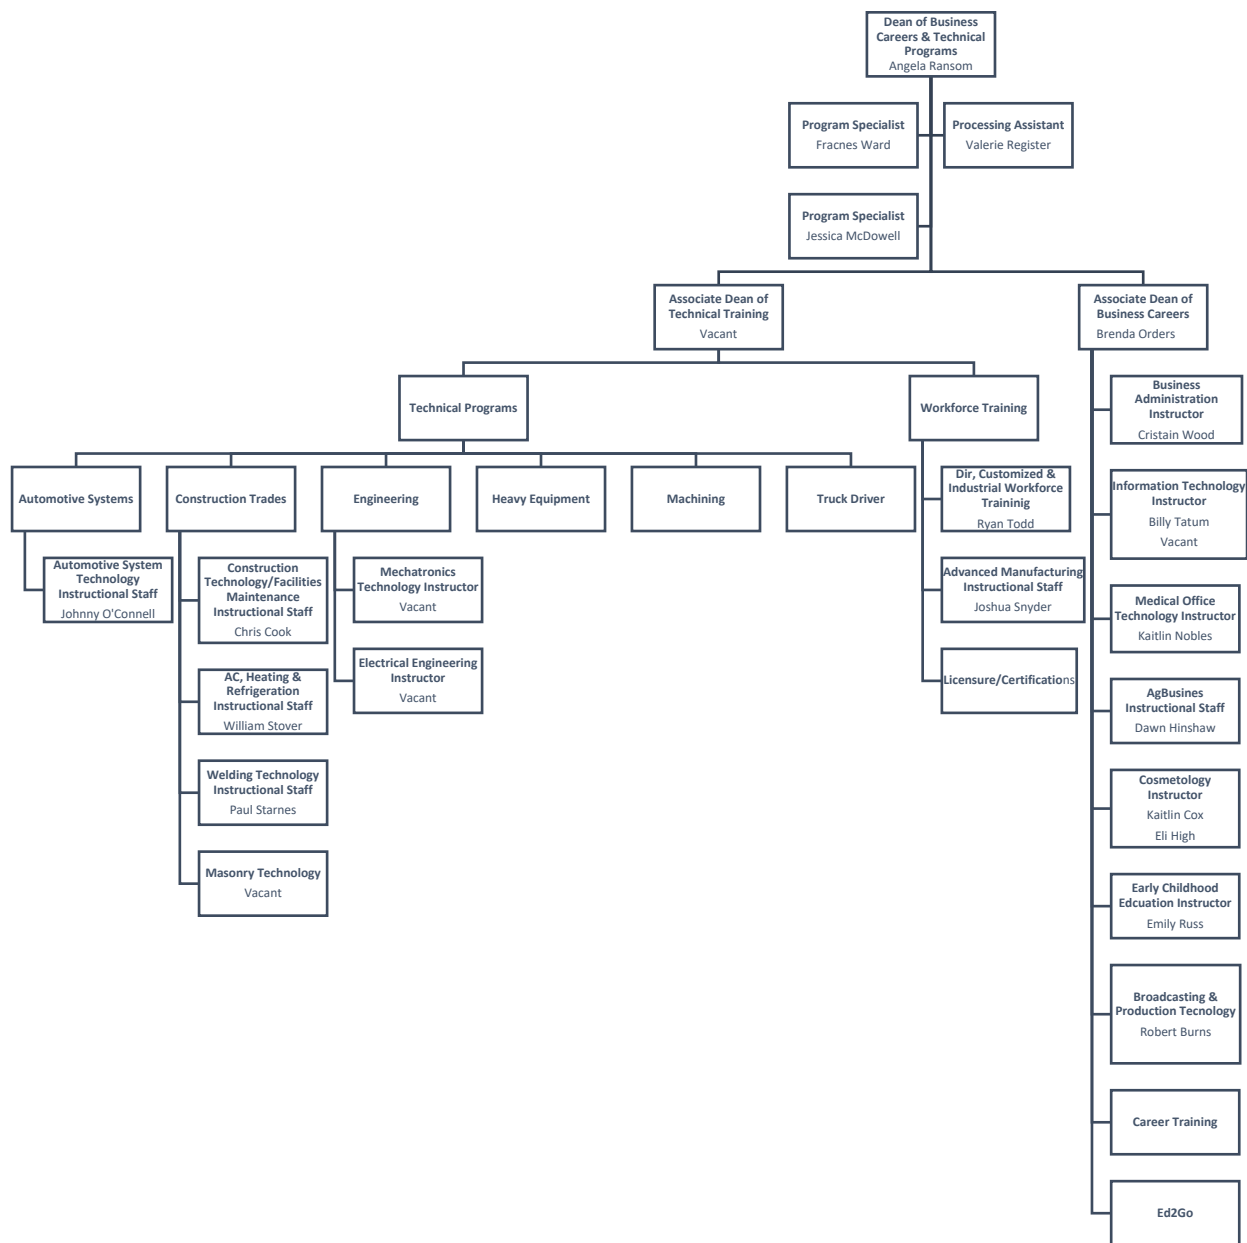 Dean of Business
Careers & Technical
Programs
Angela Ransom
Program Specialist
Fracnes Ward
Processing Assistant
Valerie Register
Program Specialist
Jessica McDowell
Associate Dean of
Technical Training
Vacant
Associate Dean of
Business Careers
Brenda Orders
Technical Programs
Workforce Training
Automotive Systems
Construction Trades
Engineering
Heavy Equipment
Machining
Truck Driver
Automotive System
Technology
Instructional Staff
Johnny O'Connell
Construction
Technology/Facilities
Maintenance
Instructional Staff
Chris Cook
AC, Heating &
Refrigeration
Instructional Staff
William Stover
Welding Technology
Instructional Staff
Paul Starnes
Masonry Technology
Vacant
Mechatronics
Technology Instructor
Vacant
Electrical Engineering
Instructor
Vacant
Dir, Customized &
Industrial Workforce
Traininig
Ryan Todd
Advanced Manufacturing
Instructional Staff
Joshua Snyder
Licensure/Certifications
Business
Administration
Instructor
Cristain Wood
Information Technology
Instructor
Billy Tatum
Vacant
Medical Office
Technology Instructor
Kaitlin Nobles
AgBusines
Instructional Staff
Dawn Hinshaw
Cosmetology
Instructor
Kaitlin Cox
Eli High
Early Childhood
Edcuation Instructor
Emily Russ
Broadcasting &
Production Tecnology
Robert Burns
Career Training
Ed2Go